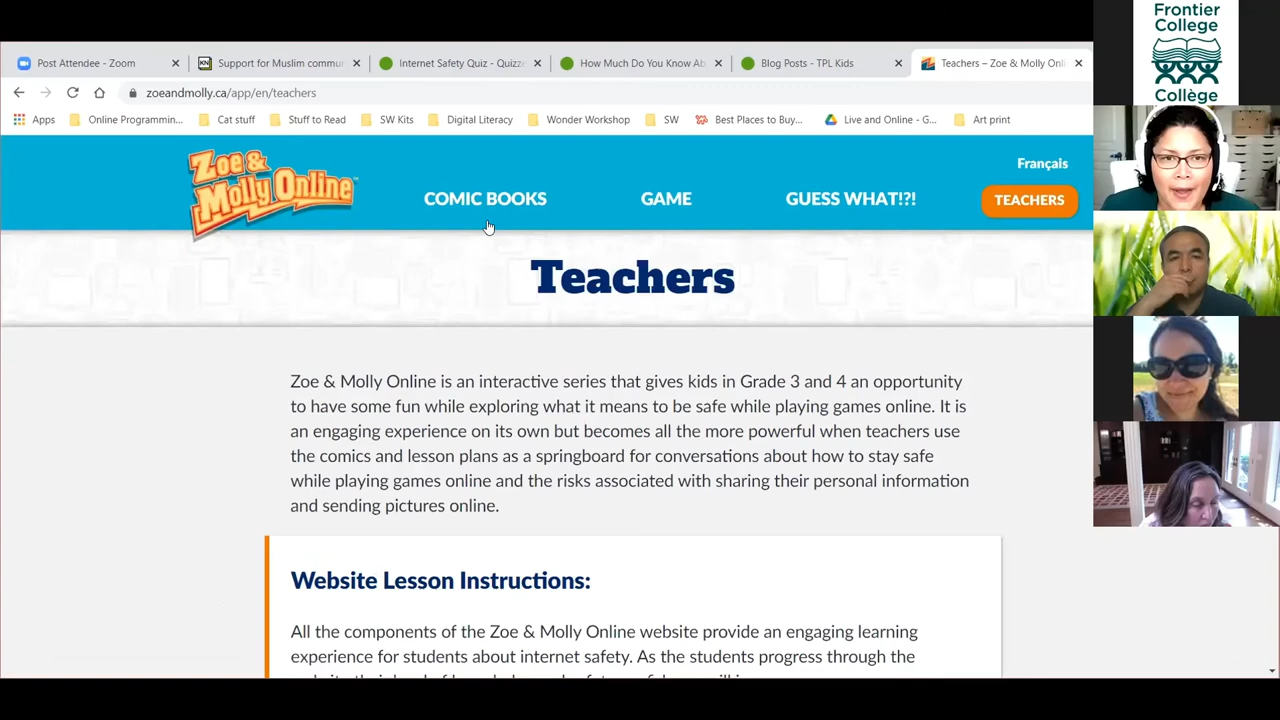 Frontier
College
Collège
Post Attendee - Zoom
Support for Muslim commu
Internet Safety Quiz - Quizz
How Much Do You Know Ab
Blog Posts - TPL Kids
Teachers – Zoe & Molly Onli
zoeandmolly.ca/app/en/teachers
Apps
Online Programmin...
Cat stuff
Stuff to Read
SW Kits
Digital Literacy
Wonder Workshop
SW
Best Places to Buy...
Live and Online - G...
Art print
Zoe &
Molly Online™
COMIC BOOKS
GAME
GUESS WHAT!?!
Français
TEACHERS
Teachers
Zoe & Molly Online is an interactive series that gives kids in Grade 3 and 4 an opportunity
to have some fun while exploring what it means to be safe while playing games online. It is
an engaging experience on its own but becomes all the more powerful when teachers use
the comics and lesson plans as a springboard for conversations about how to stay safe
while playing games online and the risks associated with sharing their personal information
and sending pictures online.
Website Lesson Instructions:
All the components of the Zoe & Molly Online website provide an engaging learning
experience for students about internet safety. As the students progress through the